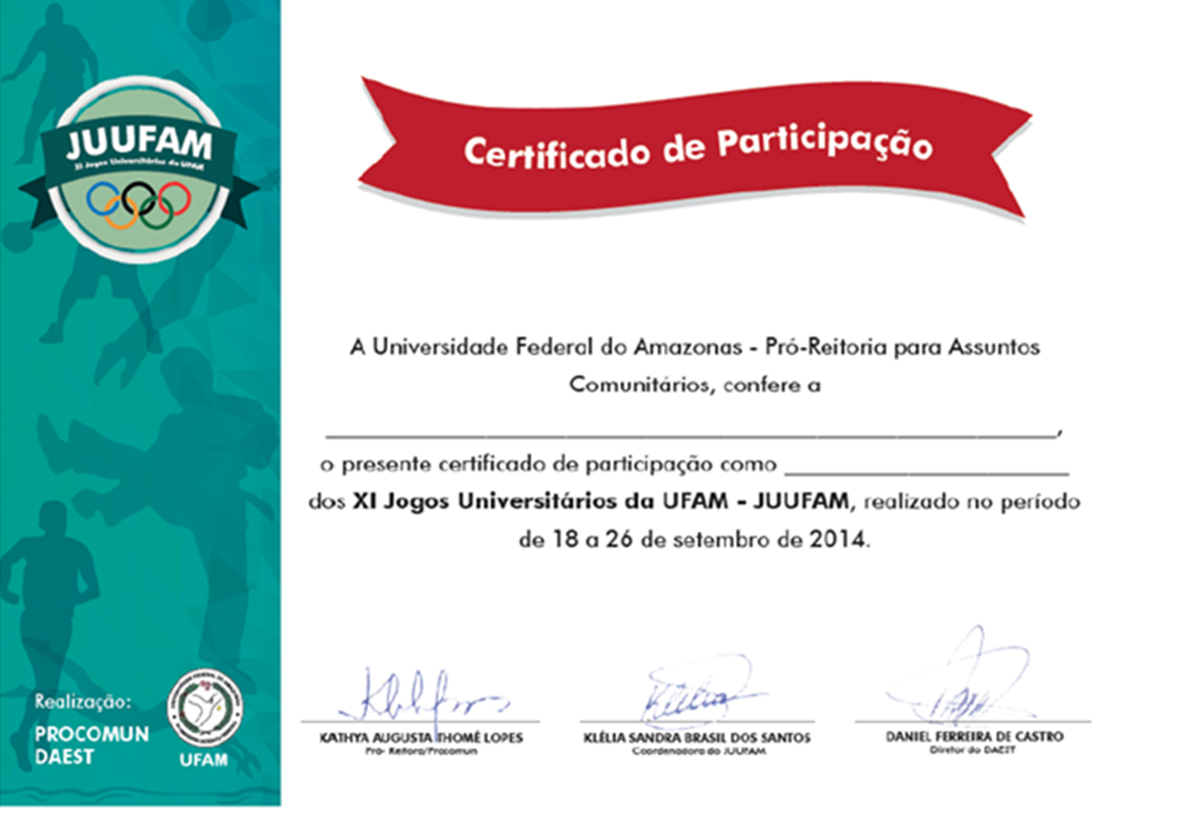 JUUFAM
XI Jogos Universitários da UFAM
Certificado de Participação
A Universidade Federal do Amazonas - Pró-Reitoria para Assuntos
Comunitários, confere a
,
o presente certificado de participação como
dos XI Jogos Universitários da UFAM - JUUFAM, realizado no período
de 18 a 26 de setembro de 2014.
Realização:
PROCOMUN
DAEST
UFAM
KATHYA AUGUSTA THOMÉ LOPES
Pró- Reitora/Procomun
KLÉLIA SANDRA BRASIL DOS SANTOS
Coordenadora do JUUFAM
DANIEL FERREIRA DE CASTRO
Diretor do DAEST